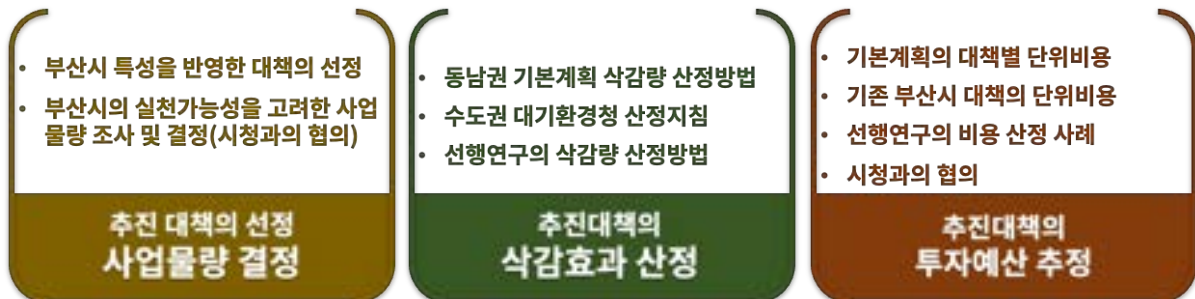 • 부산시 특성을 반영한 대책의 선정
• 부산시의 실천가능성을 고려한 사업
물량 조사 및 결정(시청과의 협의)
추진 대책의 선정
사업물량 결정
• 동남권 기본계획 삭감량 산정방법
• 수도권 대기환경청 산정지침
• 선행연구의 삭감량 산정방법
추진대책의
삭감효과 산정
• 기본계획의 대책별 단위비용
• 기존 부산시 대책의 단위비용
• 선행연구의 비용 산정 사례
• 시청과의 협의
추진대책의
투자예산 추정